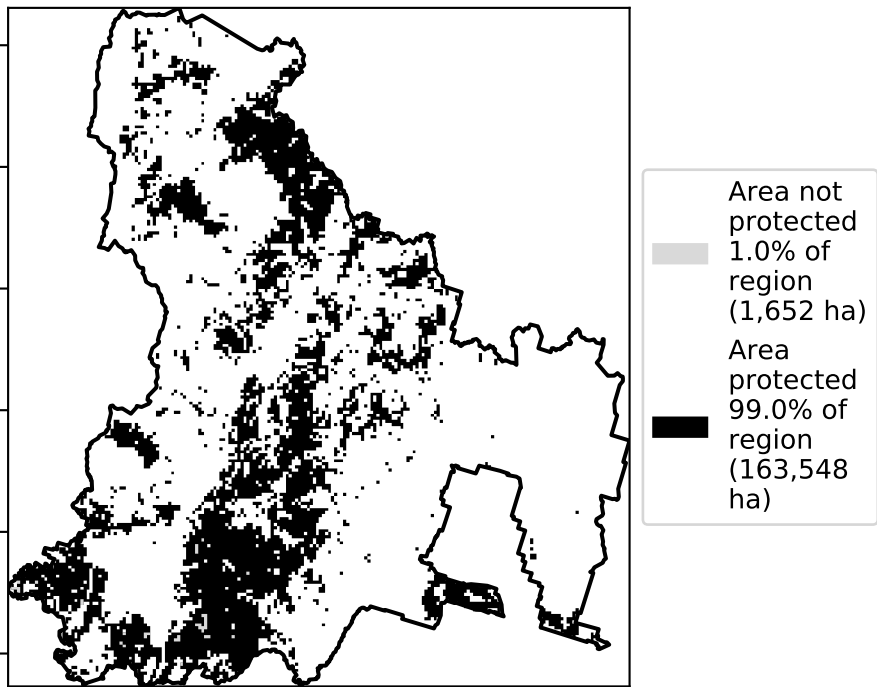 Area not
protected
1.0% of
region
(1,652 ha)
Area
protected
99.0% of
region
(163,548
ha)